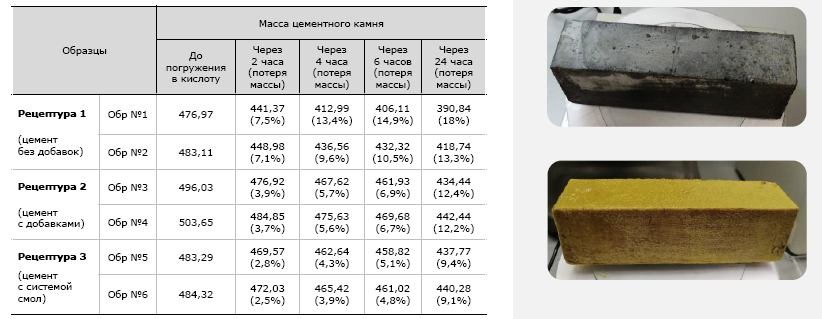 Образцы
Масса цементного камня
До
погружения
в кислоту
Через
2 часа
(потеря
массы)
Через
4 часа
(потеря
массы)
Через
6 часов
(потеря
массы)
Через
24 часа
(потеря
массы)
Рецептура 1
(цемент
без добавок)
Обр №1
476,97
441,37
(7,5%)
412,99
(13,4%)
406,11
(14,9%)
390,84
(18%)
Обр №2
483,11
448,98
(7,1%)
436,56
(9,6%)
432,32
(10,5%)
418,74
(13,3%)
Рецептура 2
(цемент
с добавками)
Обр №3
496,03
476,92
(3,9%)
467,62
(5,7%)
461,93
(6,9%)
434,44
(12,4%)
Обр №4
503,65
484,85
(3,7%)
475,63
(5,6%)
469,68
(6,7%)
442,44
(12,2%)
Рецептура 3
(цемент
с системой
смол)
Обр №5
483,29
469,57
(2,8%)
462,64
(4,3%)
458,82
(5,1%)
437,77
(9,4%)
Обр №6
484,32
472,03
(2,5%)
465,42
(3,9%)
461,02
(4,8%)
440,28
(9,1%)